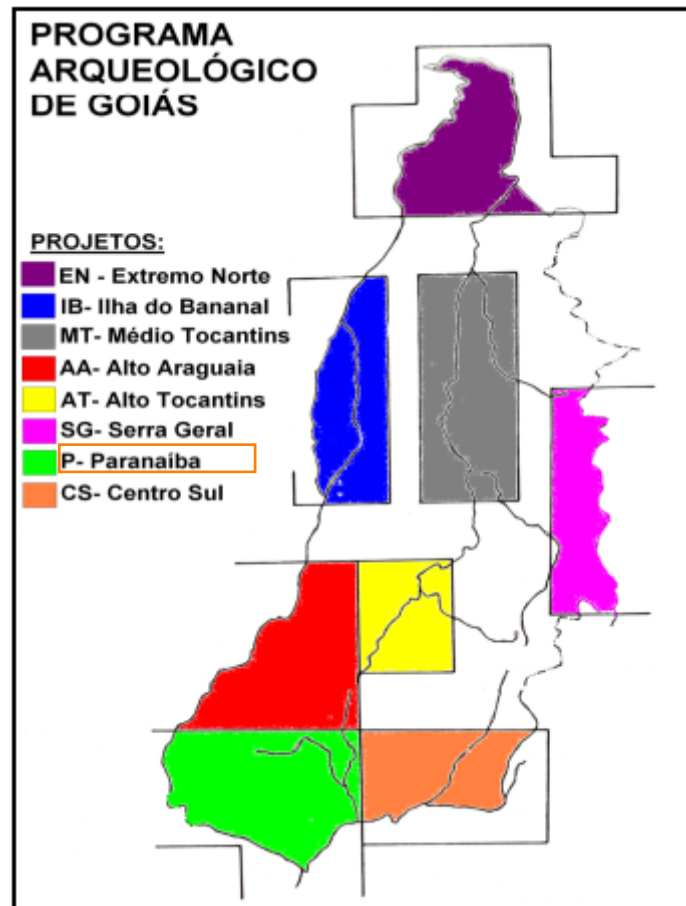 PROGRAMA
ARQUEOLÓGICO
DE GOIÁS
PROJETOS:
EN - Extremo Norte
IB- Ilha do Bananal
MT- Médio Tocantins
AA- Alto Araguaia
AT- Alto Tocantins
SG- Serra Geral
P- Paranaíba
CS- Centro Sul